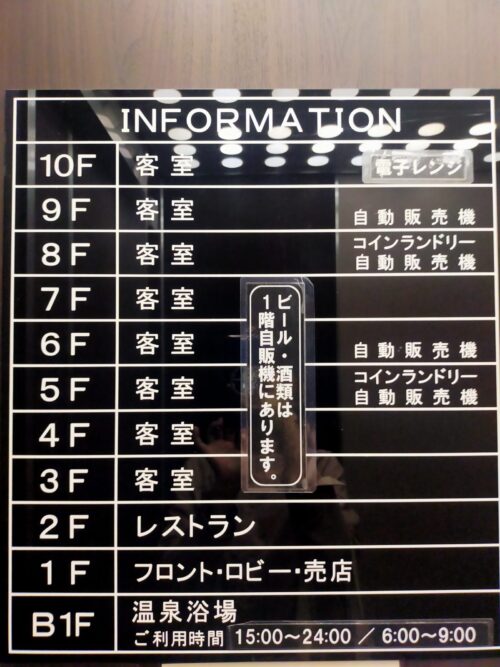 INFORMATION
10F 客室 電子レンジ
9F 客室 自動販売機
8F 客室 コインランドリー
自動販売機
7F 客室
6F 客室 自動販売機
5F 客室 コインランドリー
自動販売機
4F 客室
3F 客室
ビール・酒類は
1階自販機にあります。
2F レストラン
1F フロント・ロビー・売店
B1F 温泉浴場
ご利用時間 15:00～24:00 / 6:00～9:00